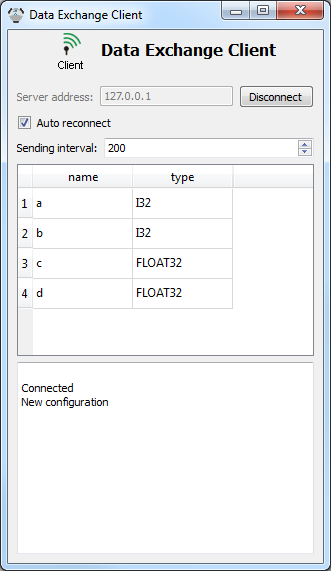 Data Exchange Client
Client
Data Exchange Client
Server address: 127.0.0.1 Disconnect
Auto reconnect
Sending interval: 200
name type
1 a I32
2 b I32
3 c FLOAT32
4 d FLOAT32
Connected
New configuration